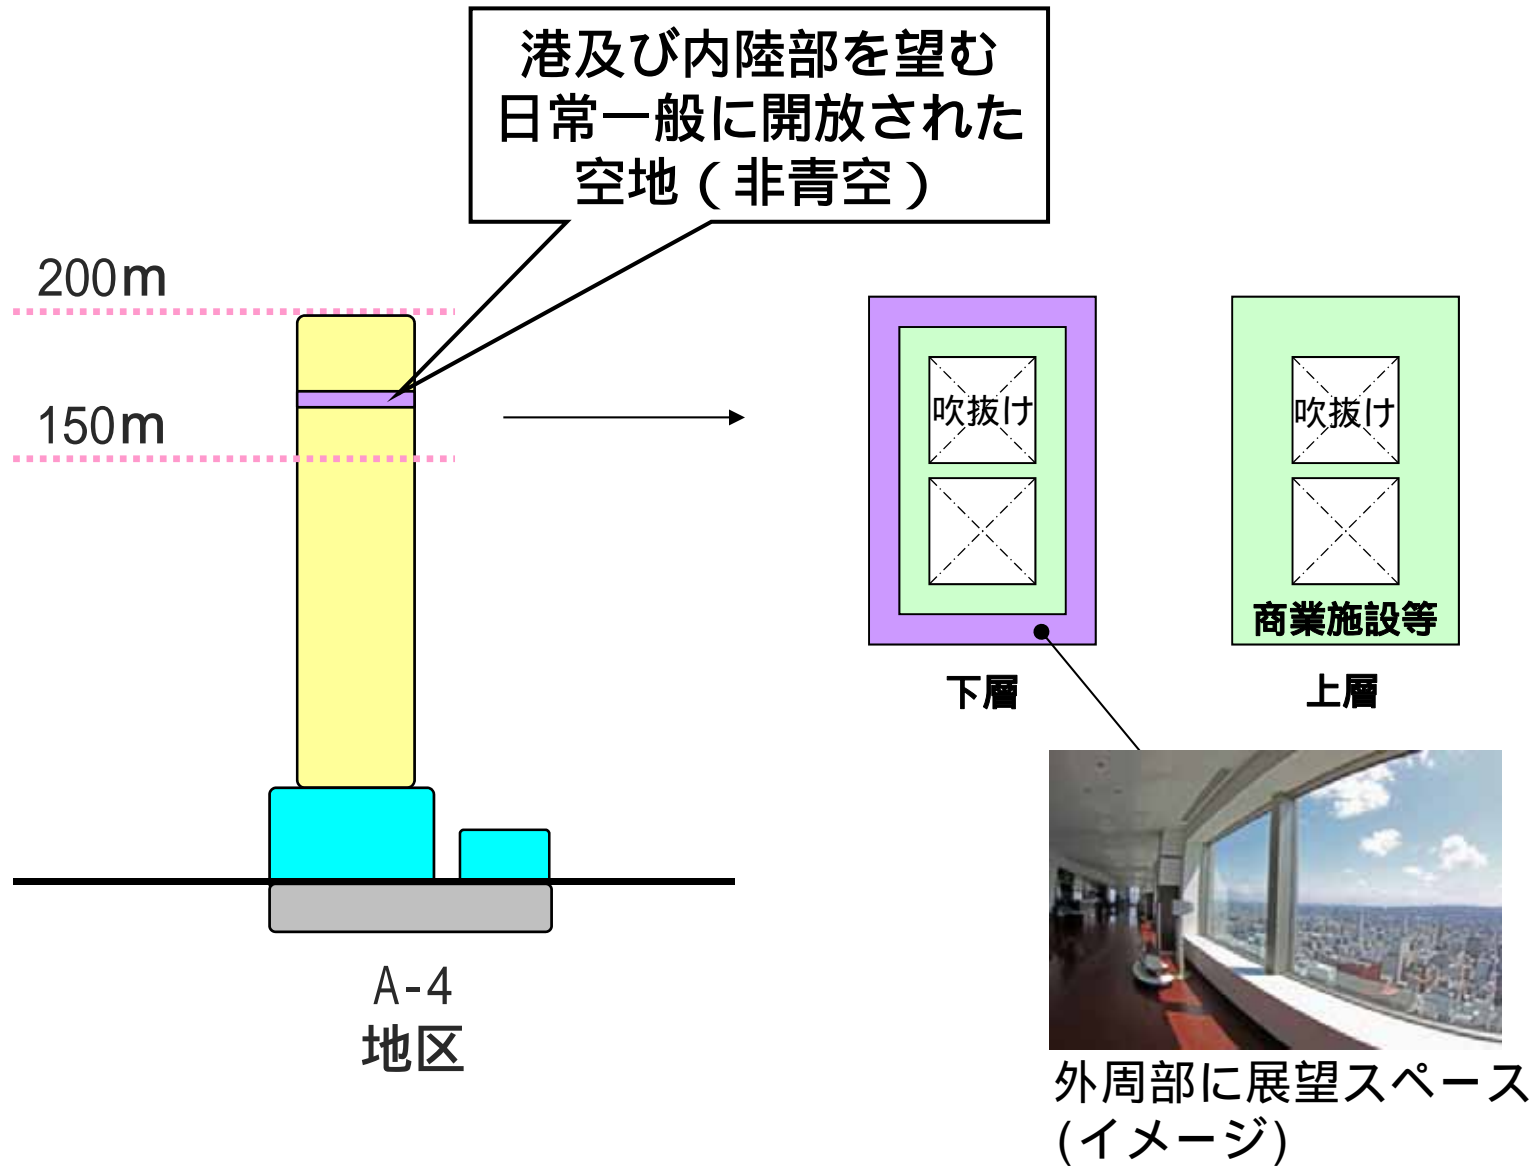 港及び内陸部を望む
日常一般に開放された
空地（非青空）
200m
150m
吹抜け
吹抜け
商業施設等
下層
上層
A-4
地区
外周部に展望スペース
(イメージ)